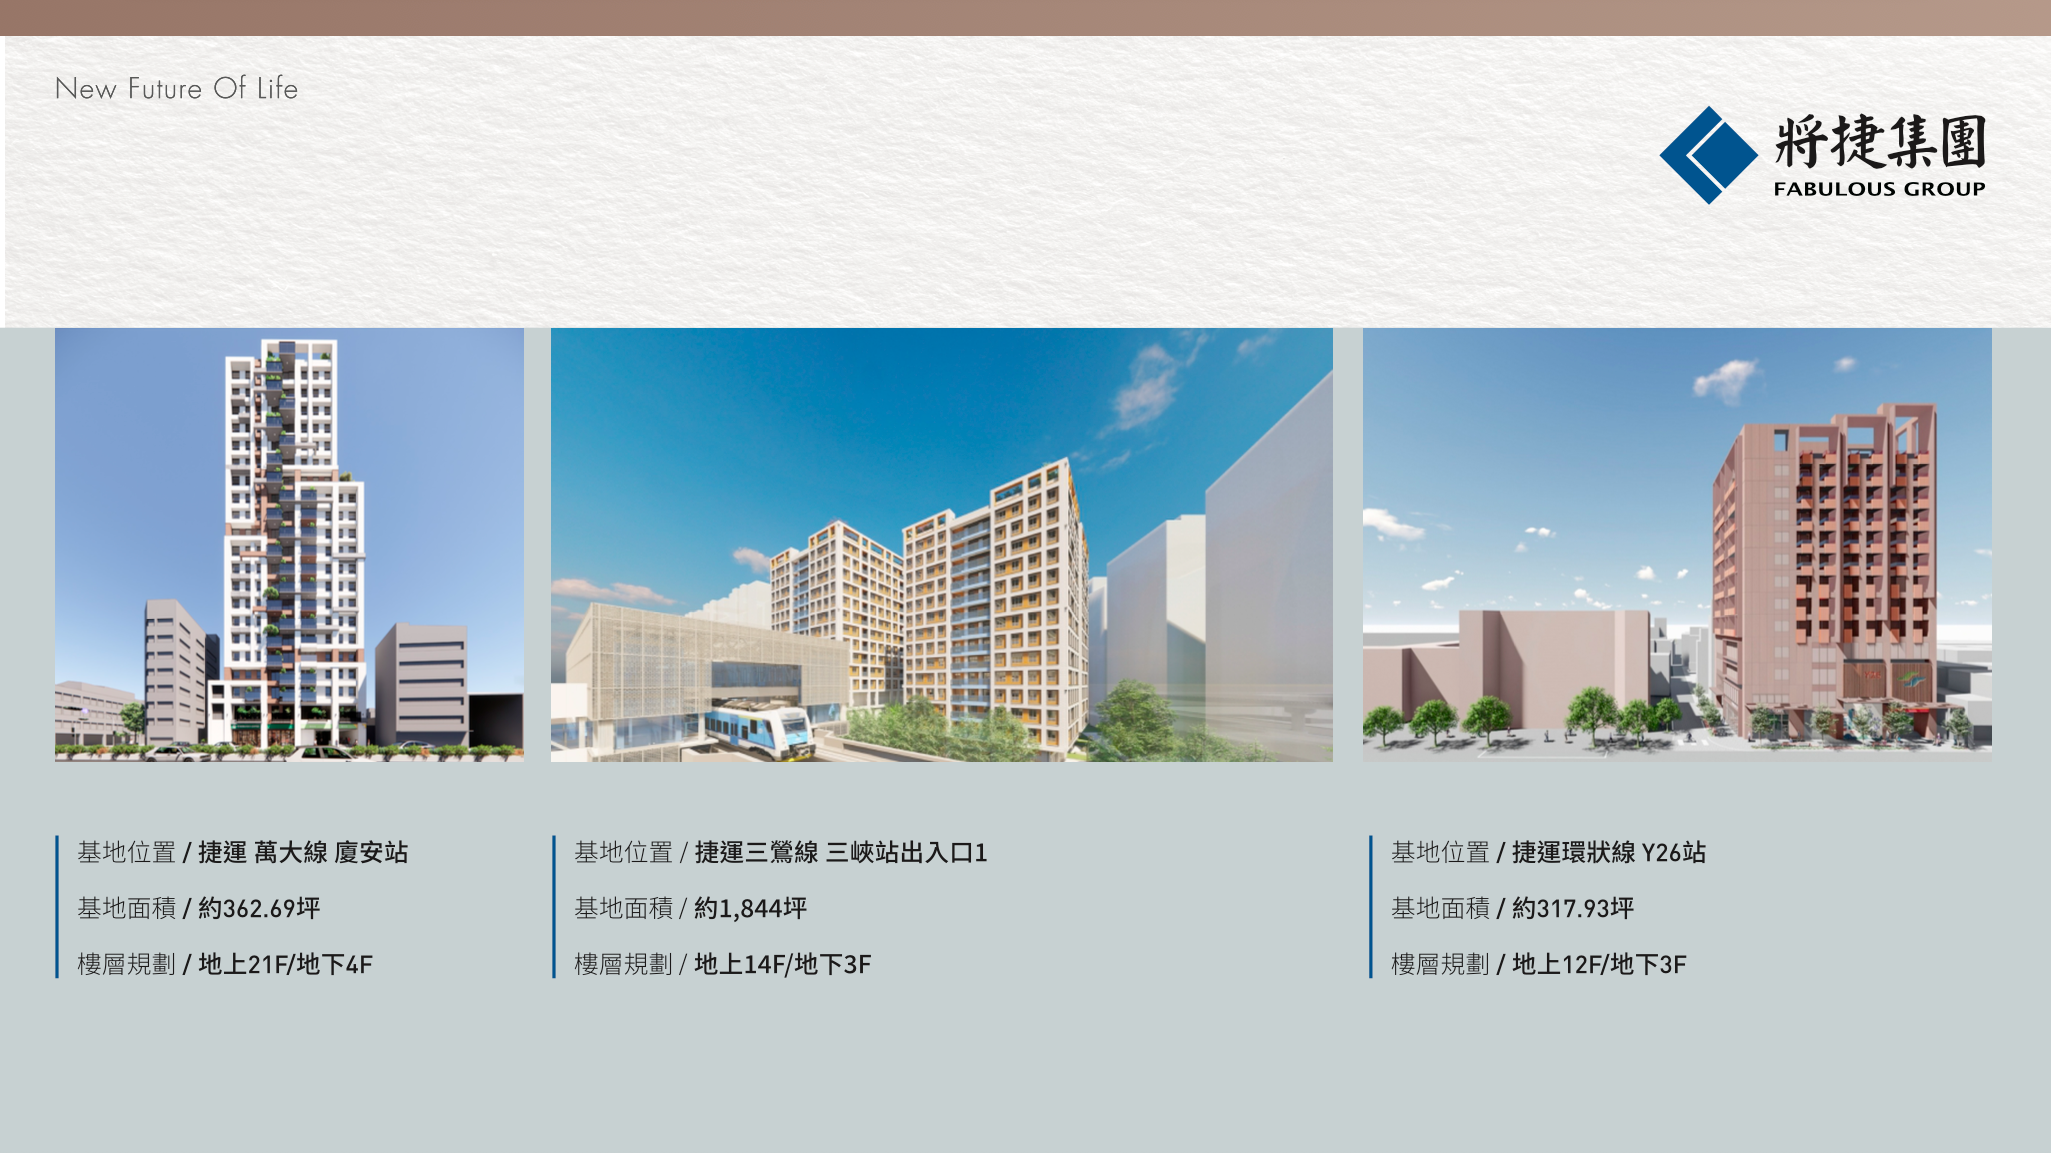 New Future Of Life
將捷集團
FABULOUS GROUP
基地位置 / 捷運 萬大線 廈安站
基地面積 / 約362.69坪
樓層規劃 / 地上21F/地下4F
基地位置 / 捷運三鶯線 三峽站出入口1
基地面積 / 約1,844坪
樓層規劃 / 地上14F/地下3F
基地位置 / 捷運環狀線 Y26站
基地面積 / 約317.93坪
樓層規劃 / 地上12F/地下3F